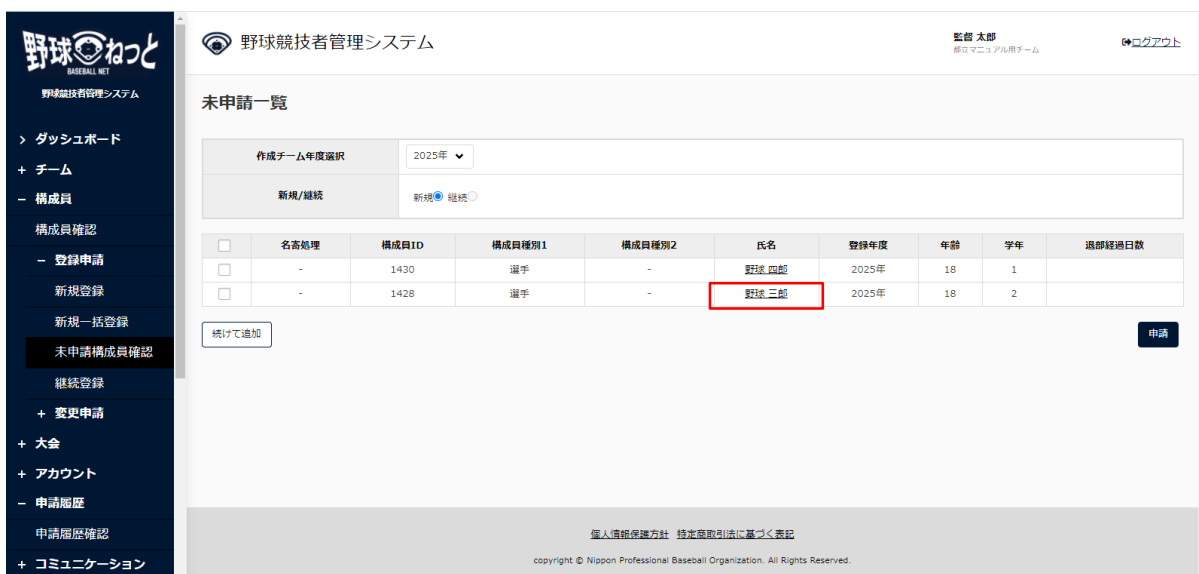 野球ねっと
BASEBALL NET
野球競技者管理システム
> ダッシュボード
+ チーム
− 構成員
構成員確認
− 登録申請
新規登録
新規一括登録
未申請構成員確認
継続登録
+ 変更申請
+ 大会
+ アカウント
− 申請履歴
申請履歴確認
+ コミュニケーション
野球競技者管理システム
監督 太郎
都立マニュアル用チーム
ログアウト
未申請一覧
作成チーム年度選択 2025年
新規/継続 新規 継続
名寄処理 構成員ID 構成員種別1 構成員種別2 氏名 登録年度 年齢 学年 退部経過日数
- 1430 選手 - 野球 四郎 2025年 18 1
- 1428 選手 - 野球 三郎 2025年 18 2
続けて追加 申請
個人情報保護方針 特定商取引法に基づく表記
copyright © Nippon Professional Baseball Organization. All Rights Reserved.